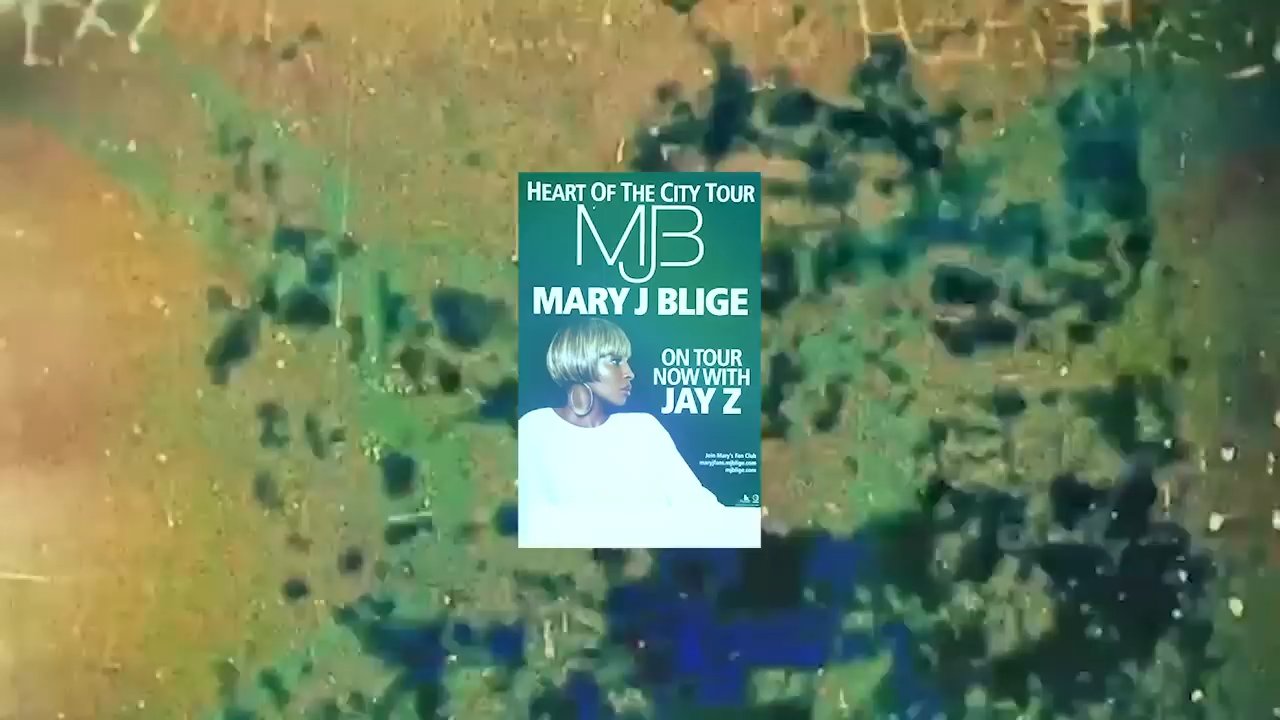 HEART OF THE CITY TOUR
MJB
MARY J BLIGE
ON TOUR
NOW WITH
JAY Z
Join Mary's Fan Club
maryjfans.mjblige.com
mjblige.com